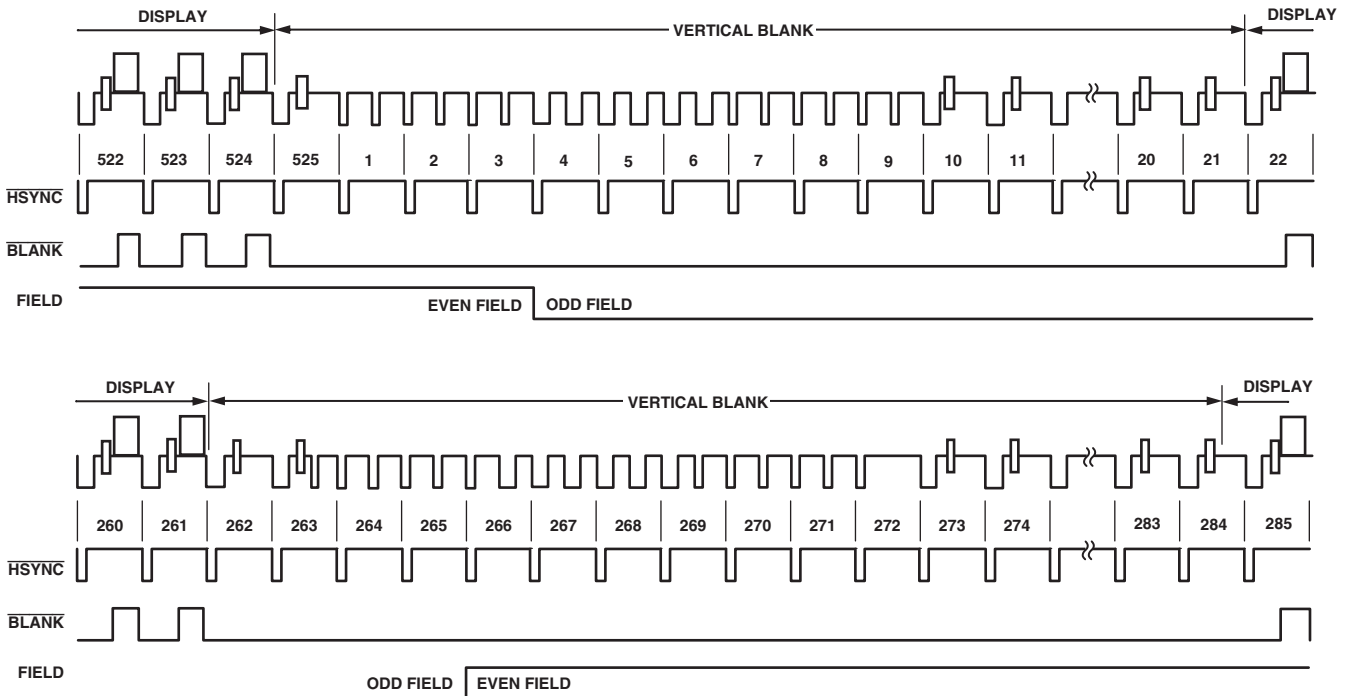 DISPLAY VERTICAL BLANK DISPLAY
522 523 524 525 1 2 3 4 5 6 7 8 9 10 11 20 21 22
HSYNC
BLANK
FIELD
EVEN FIELD ODD FIELD
DISPLAY VERTICAL BLANK DISPLAY
260 261 262 263 264 265 266 267 268 269 270 271 272 273 274 283 284 285
HSYNC
BLANK
FIELD
ODD FIELD EVEN FIELD